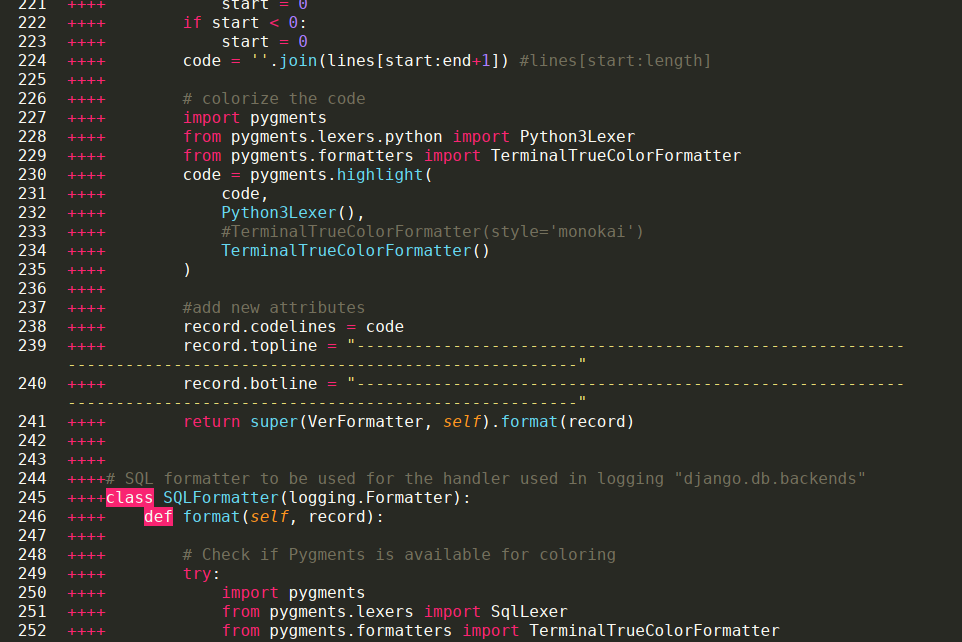 221 ++++             start = 0
222 ++++         if start < 0:
223 ++++             start = 0
224 ++++         code = ''.join(lines[start:end+1]) #lines[start:length]
225 ++++
226 ++++         # colorize the code
227 ++++         import pygments
228 ++++         from pygments.lexers.python import Python3Lexer
229 ++++         from pygments.formatters import TerminalTrueColorFormatter
230 ++++         code = pygments.highlight(
231 ++++             code,
232 ++++             Python3Lexer(),
233 ++++             #TerminalTrueColorFormatter(style='monokai')
234 ++++             TerminalTrueColorFormatter()
235 ++++         )
236 ++++
237 ++++         #add new attributes
238 ++++         record.codelines = code
239 ++++         record.topline = "---------------------------------------------------------
-----------------------------------------------------"
240 ++++         record.botline = "---------------------------------------------------------
-----------------------------------------------------"
241 ++++         return super(VerFormatter, self).format(record)
242 ++++
243 ++++
244 ++++# SQL formatter to be used for the handler used in logging "django.db.backends"
245 ++++class SQLFormatter(logging.Formatter):
246 ++++    def format(self, record):
247 ++++
248 ++++         # Check if Pygments is available for coloring
249 ++++         try:
250 ++++             import pygments
251 ++++             from pygments.lexers import SqlLexer
252 ++++             from pygments.formatters import TerminalTrueColorFormatter